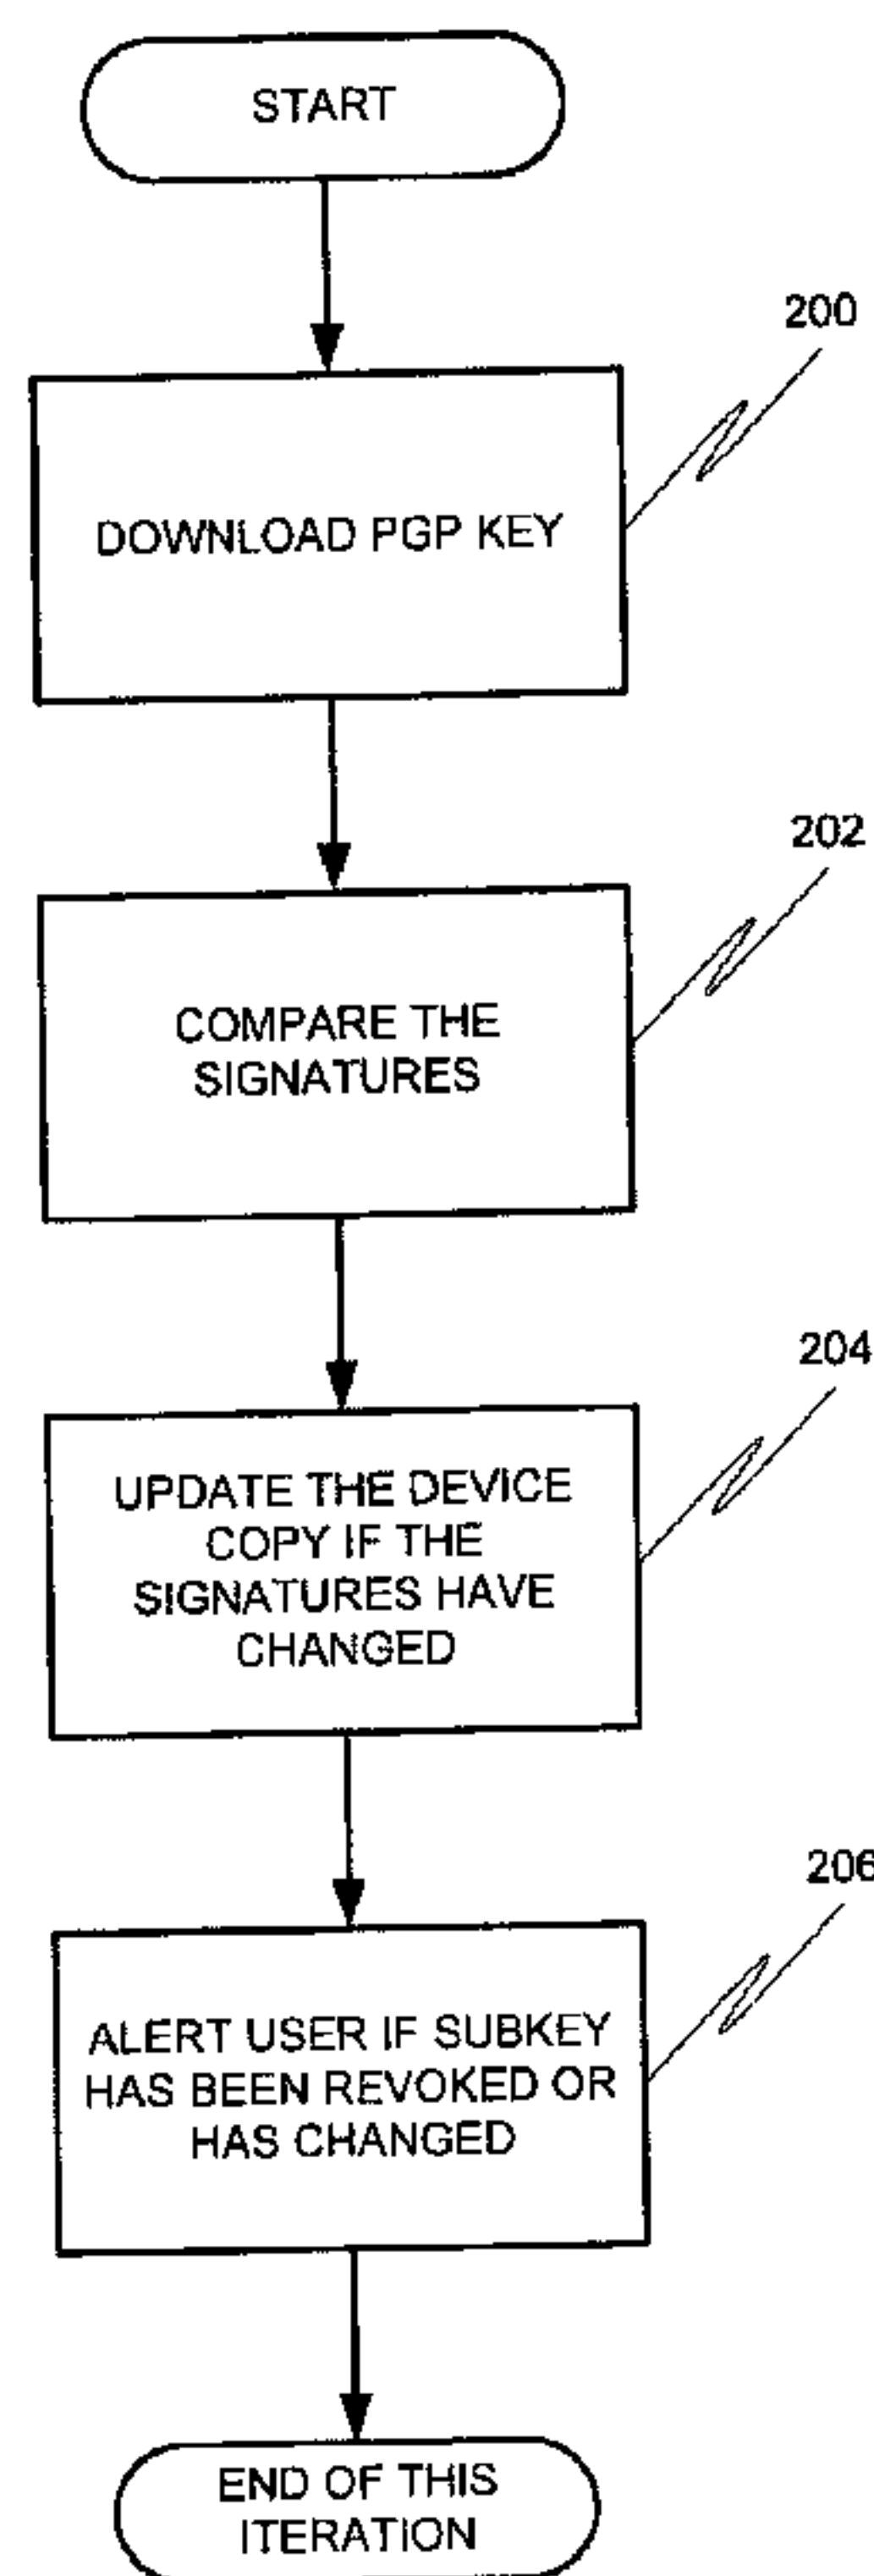 START
200
DOWNLOAD PGP KEY
202
COMPARE THE
SIGNATURES
204
UPDATE THE DEVICE
COPY IF THE
SIGNATURES HAVE
CHANGED
206
ALERT USER IF SUBKEY
HAS BEEN REVOKED OR
HAS CHANGED
END OF THIS
ITERATION